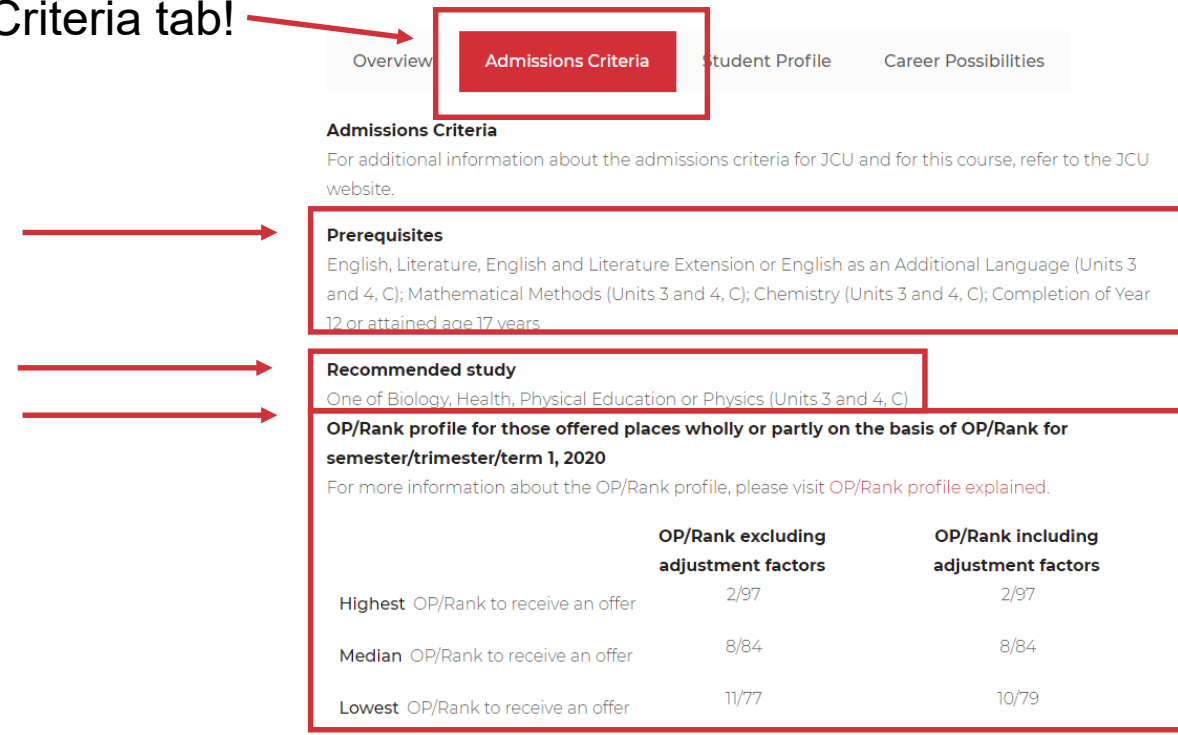 Criteria tab!
Overview Admissions Criteria Student Profile Career Possibilities
Admissions Criteria
For additional information about the admissions criteria for JCU and for this course, refer to the JCU
website.
Prerequisites
English, Literature, English and Literature Extension or English as an Additional Language (Units 3
and 4, C); Mathematical Methods (Units 3 and 4, C); Chemistry (Units 3 and 4, C); Completion of Year
12 or attained age 17 years
Recommended study
One of Biology, Health, Physical Education or Physics (Units 3 and 4, C)
OP/Rank profile for those offered places wholly or partly on the basis of OP/Rank for
semester/trimester/term 1, 2020
For more information about the OP/Rank profile, please visit OP/Rank profile explained.
OP/Rank excluding OP/Rank including
adjustment factors adjustment factors
Highest OP/Rank to receive an offer 2/97 2/97
Median OP/Rank to receive an offer 8/84 8/84
Lowest OP/Rank to receive an offer 11/77 10/79